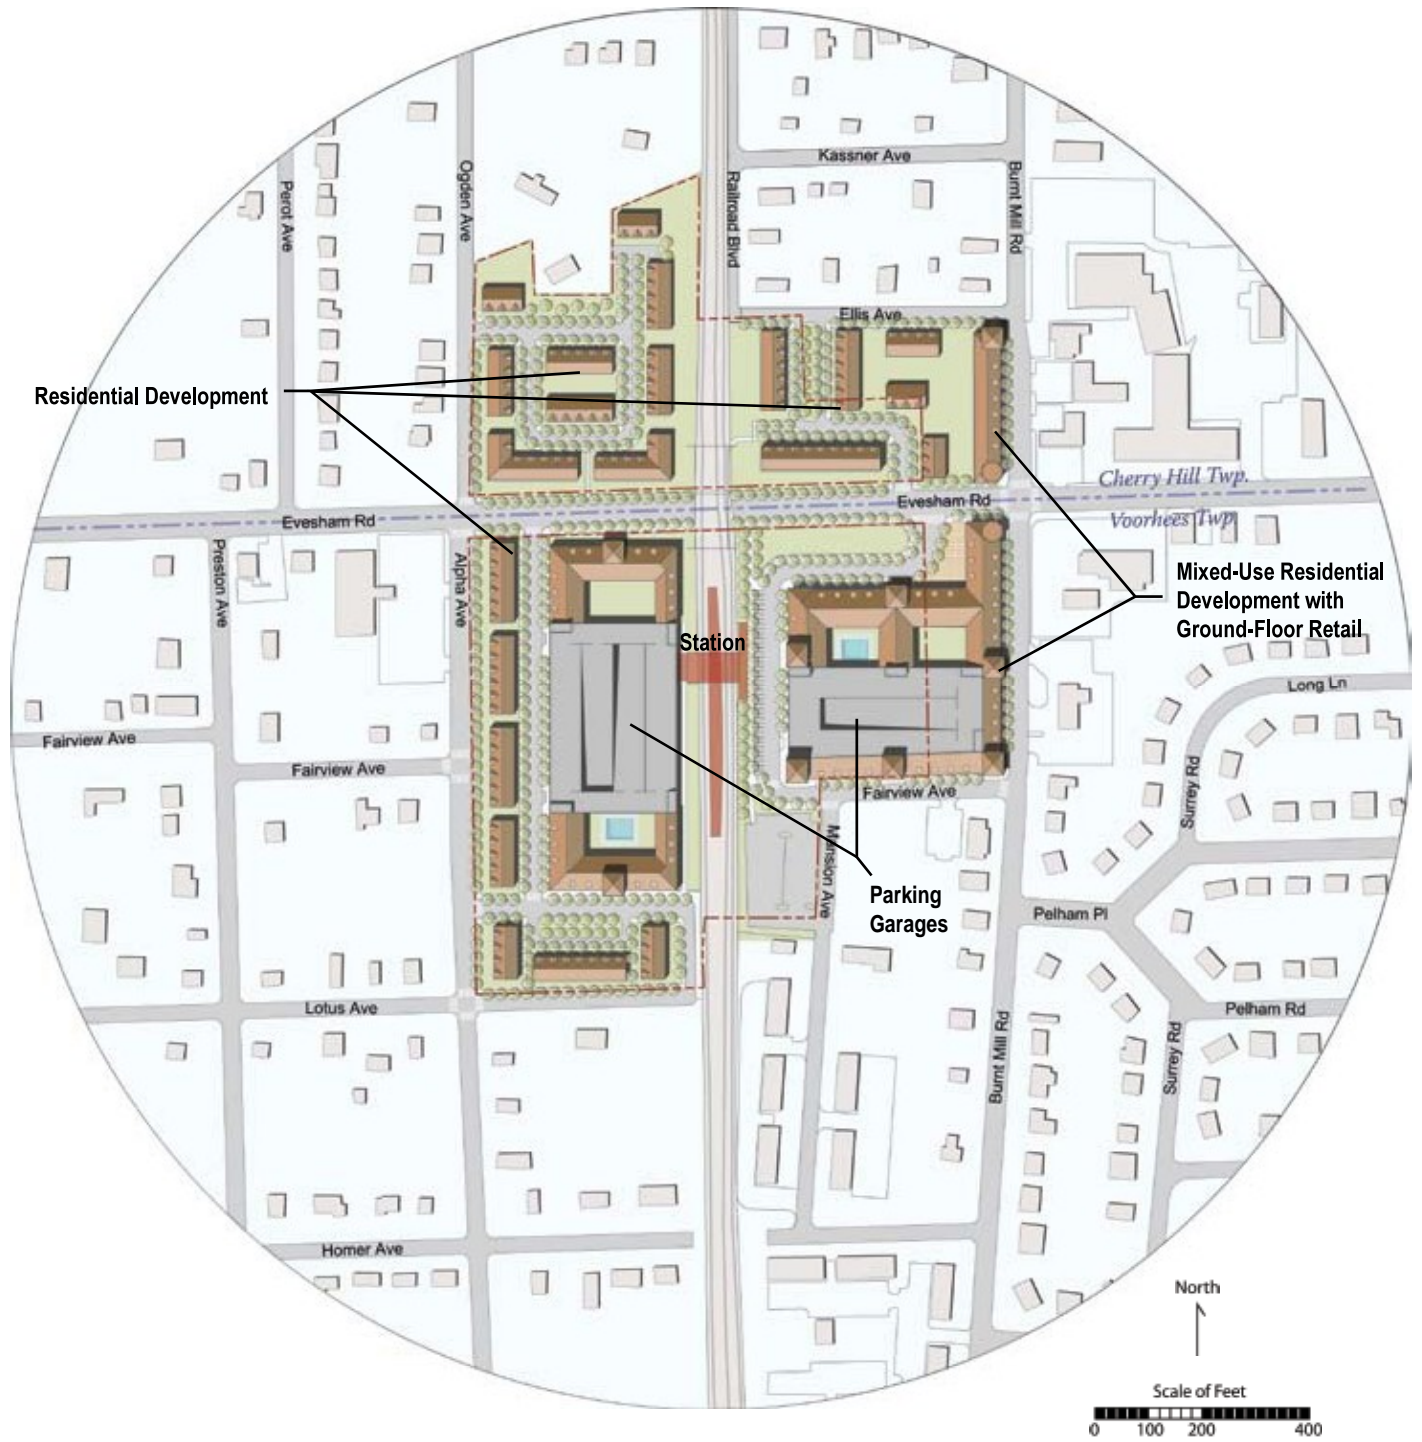 Kassner Ave
Perot Ave
Ogden Ave
Railroad Blvd
Burnt Mill Rd
Ellis Ave
Residential Development
Cherry Hill Twp.
Evesham Rd
Evesham Rd
Voorhees Twp.
Preston Ave
Alpha Ave
Mixed-Use Residential
Development with
Ground-Floor Retail
Station
Long Ln
Fairview Ave
Fairview Ave
Fairview Ave
Surrey Rd
Mansion Ave
Parking
Garages
Pelham Pl
Lotus Ave
Pelham Rd
Burnt Mill Rd
Surrey Rd
Homer Ave
North
Scale of Feet
0 100 200 400